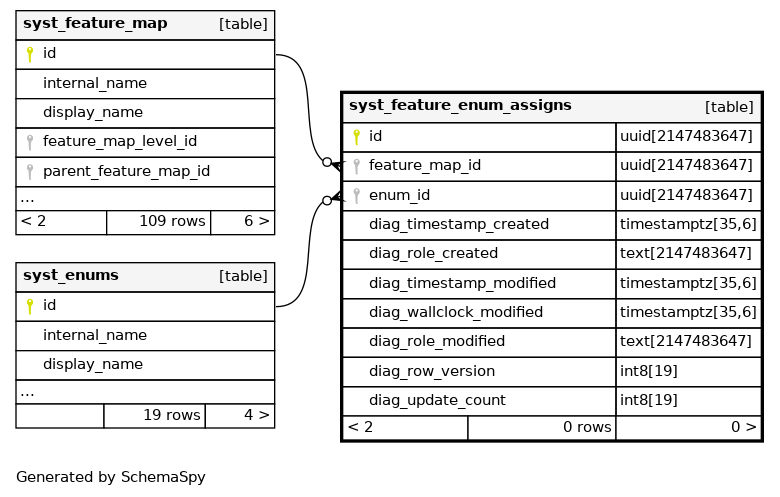 syst_feature_map [table]
id
internal_name
display_name
feature_map_level_id
parent_feature_map_id
...
< 2 109 rows 6 >
syst_enums [table]
id
internal_name
display_name
...
19 rows 4 >
syst_feature_enum_assigns [table]
id uuid[2147483647]
feature_map_id uuid[2147483647]
enum_id uuid[2147483647]
diag_timestamp_created timestamptz[35,6]
diag_role_created text[2147483647]
diag_timestamp_modified timestamptz[35,6]
diag_wallclock_modified timestamptz[35,6]
diag_role_modified text[2147483647]
diag_row_version int8[19]
diag_update_count int8[19]
< 2 0 rows 0 >
Generated by SchemaSpy